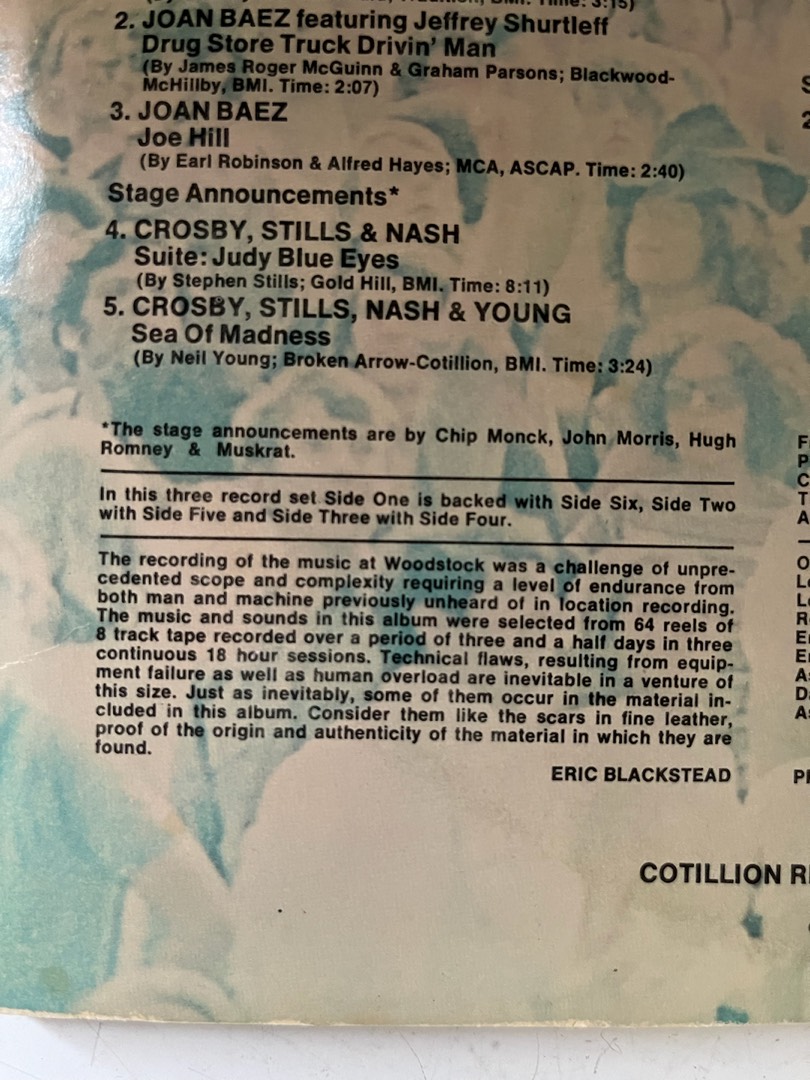 Time: 3:15)
2. JOAN BAEZ featuring Jeffrey Shurtleff
Drug Store Truck Drivin' Man
(By James Roger McGuinn & Graham Parsons; Blackwood-
McHillby, BMI. Time: 2:07)
3. JOAN BAEZ
Joe Hill
(By Earl Robinson & Alfred Hayes; MCA, ASCAP. Time: 2:40)
Stage Announcements*
4. CROSBY, STILLS & NASH
Suite: Judy Blue Eyes
(By Stephen Stills; Gold Hill, BMI. Time: 8:11)
5. CROSBY, STILLS, NASH & YOUNG
Sea Of Madness
(By Neil Young; Broken Arrow-Cotillion, BMI. Time: 3:24)
*The stage announcements are by Chip Monck, John Morris, Hugh
Romney & Muskrat.
In this three record set Side One is backed with Side Six, Side Two
with Side Five and Side Three with Side Four.
The recording of the music at Woodstock was a challenge of unpre-
cedented scope and complexity requiring a level of endurance from
both man and machine previously unheard of in location recording.
The music and sounds in this album were selected from 64 reels of
8 track tape recorded over a period of three and a half days in three
continuous 18 hour sessions. Technical flaws, resulting from equip-
ment failure as well as human overload are inevitable in a venture of
this size. Just as inevitably, some of them occur in the material in-
cluded in this album. Consider them like the scars in fine leather,
proof of the origin and authenticity of the material in which they are
found.
ERIC BLACKSTEAD
COTILLION